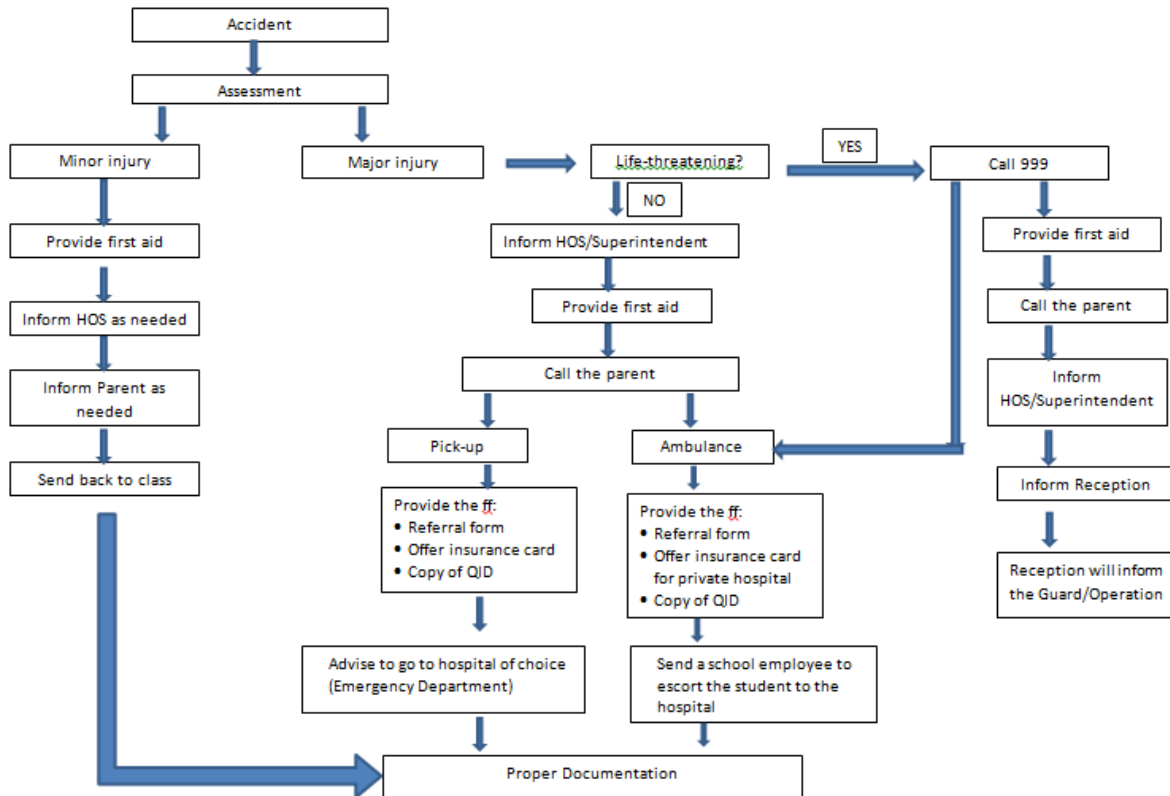 Accident
Assessment
Minor injury
Major injury
Life-threatening?
YES
Call 999
NO
Provide first aid
Inform HOS/Superintendent
Provide first aid
Inform HOS as needed
Provide first aid
Call the parent
Inform Parent as
needed
Call the parent
Inform
HOS/Superintendent
Send back to class
Pick-up
Ambulance
Inform Reception
Provide the ff:
• Referral form
• Offer insurance card
• Copy of QID
Provide the ff:
• Referral form
• Offer insurance card
for private hospital
• Copy of QID
Reception will inform
the Guard/Operation
Advise to go to hospital of choice
(Emergency Department)
Send a school employee to
escort the student to the
hospital
Proper Documentation